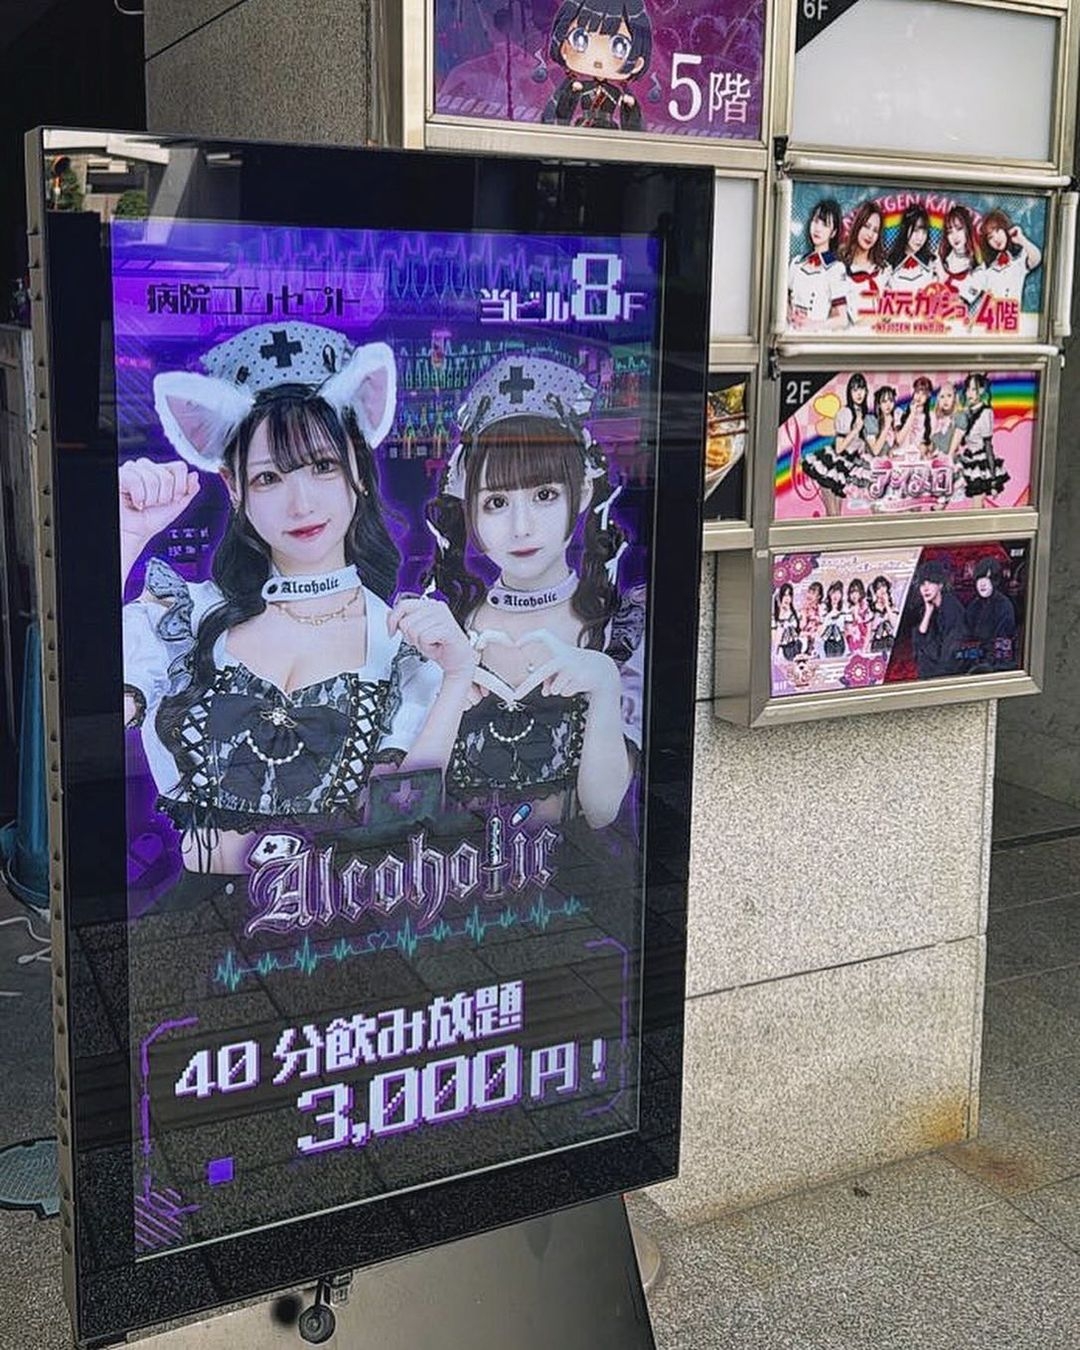 5階
6F
病院コンセプト
当ビル8F
NIJIGEN KANOJO
二次元カノジョ 4階
-NIJIGEN KANOJO-
2F
Alcoholic
Alcoholic
Alcoholic
40分飲み放題
3,000円!